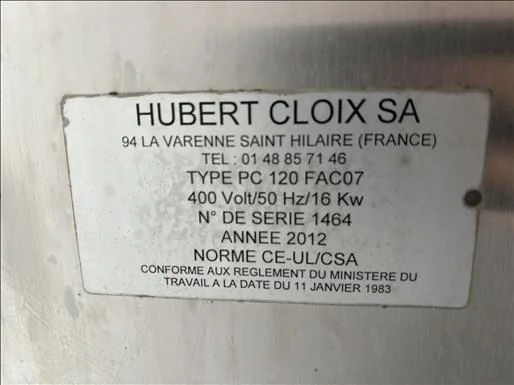 HUBERT CLOIX SA
94 LA VARENNE SAINT HILAIRE (FRANCE)
TEL : 01 48 85 71 46
TYPE PC 120 FAC07
400 Volt/50 Hz/16 Kw
N° DE SERIE 1464
ANNEE 2012
NORME CE-UL/CSA
CONFORME AUX REGLEMENT DU MINISTERE DU
TRAVAIL A LA DATE DU 11 JANVIER 1983